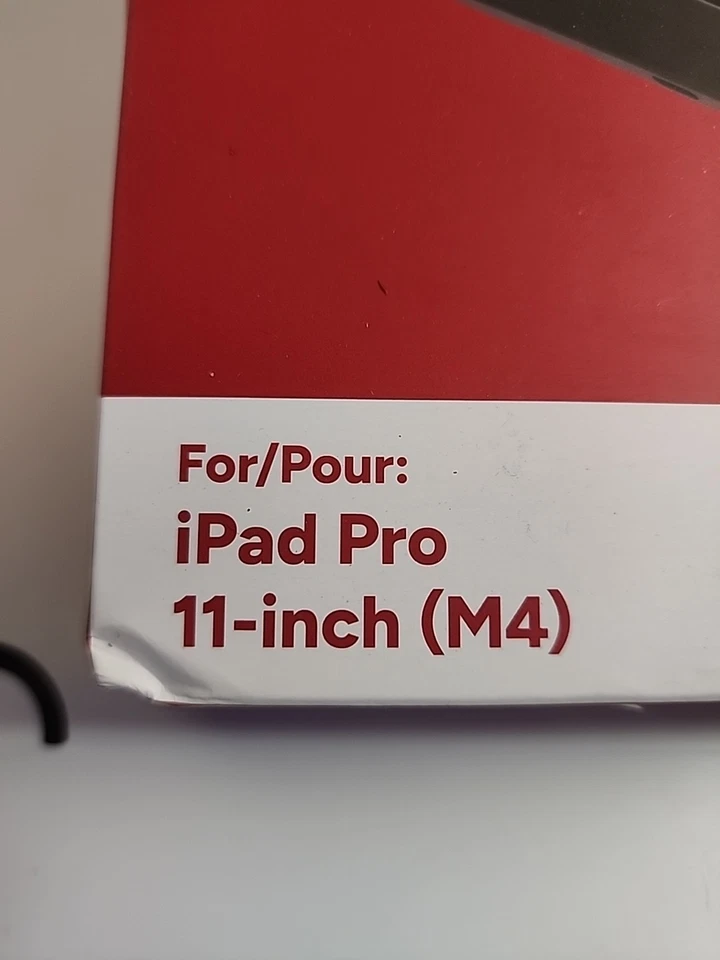 For/Pour:
iPad Pro
11-inch (M4)